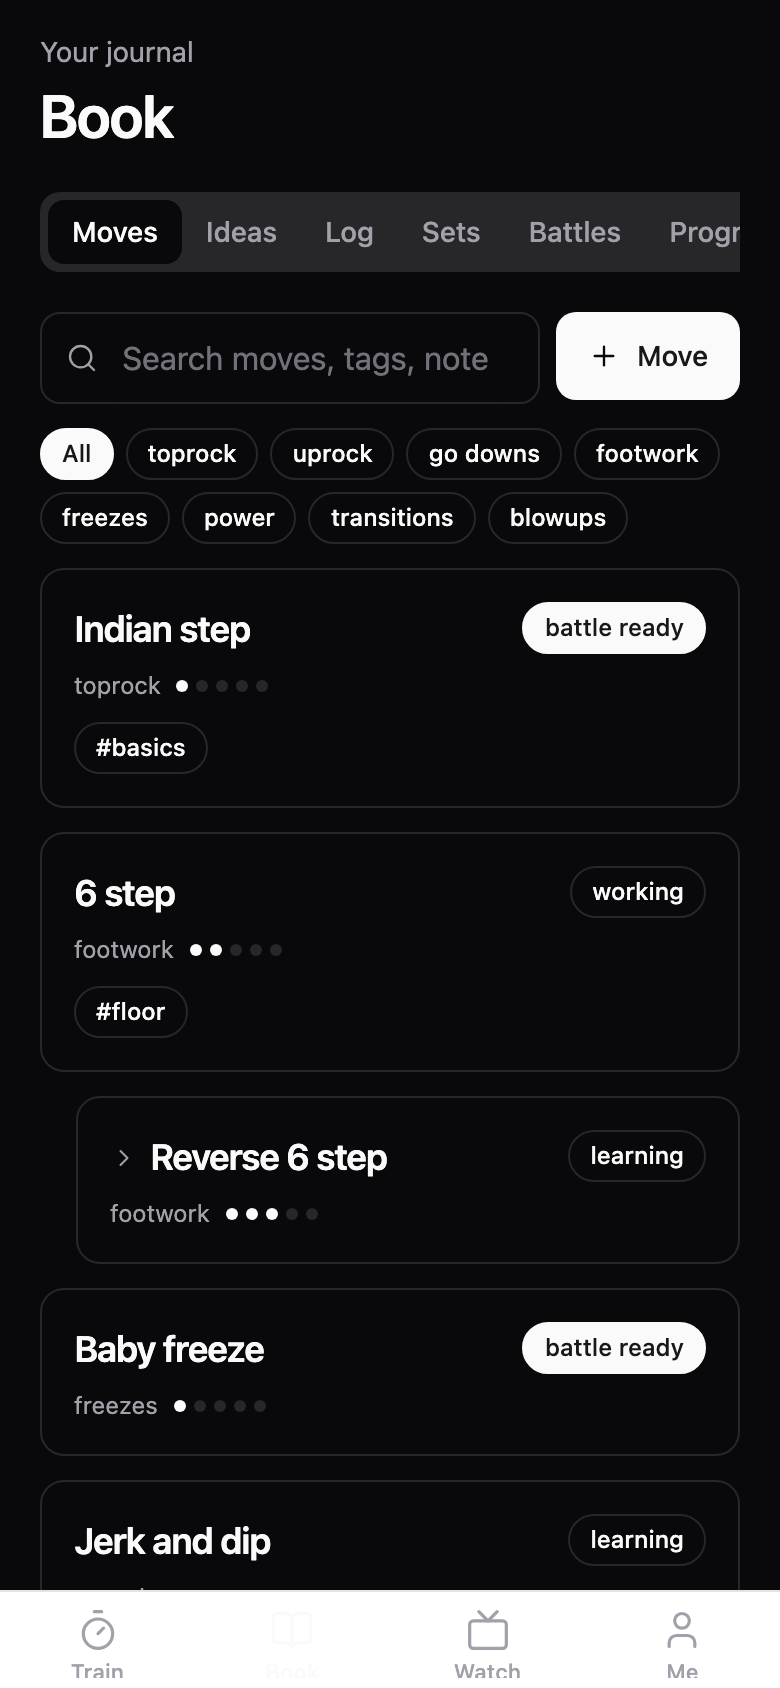 Your journal
Book
Moves Ideas Log Sets Battles Progr
Search moves, tags, note
+ Move
All toprock uprock go downs footwork
freezes power transitions blowups
Indian step battle ready
toprock
#basics
6 step working
footwork
#floor
> Reverse 6 step learning
footwork
Baby freeze battle ready
freezes
Jerk and dip learning
Train Book Watch Me